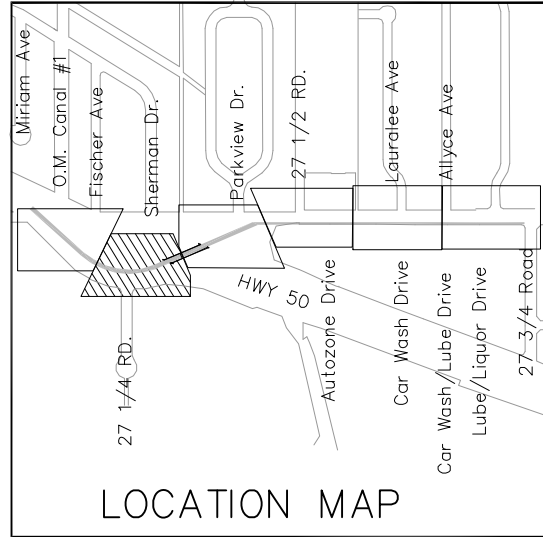 Miriam Ave
O.M. Canal #1
Fischer Ave
Sherman Dr.
Parkview Dr.
27 1/2 RD.
Lauralee Ave
Allyce Ave
HWY 50
27 1/4 RD.
Autozone Drive
Car Wash Drive
Car Wash/Lube Drive
Lube/Liquor Drive
27 3/4 Road
LOCATION MAP